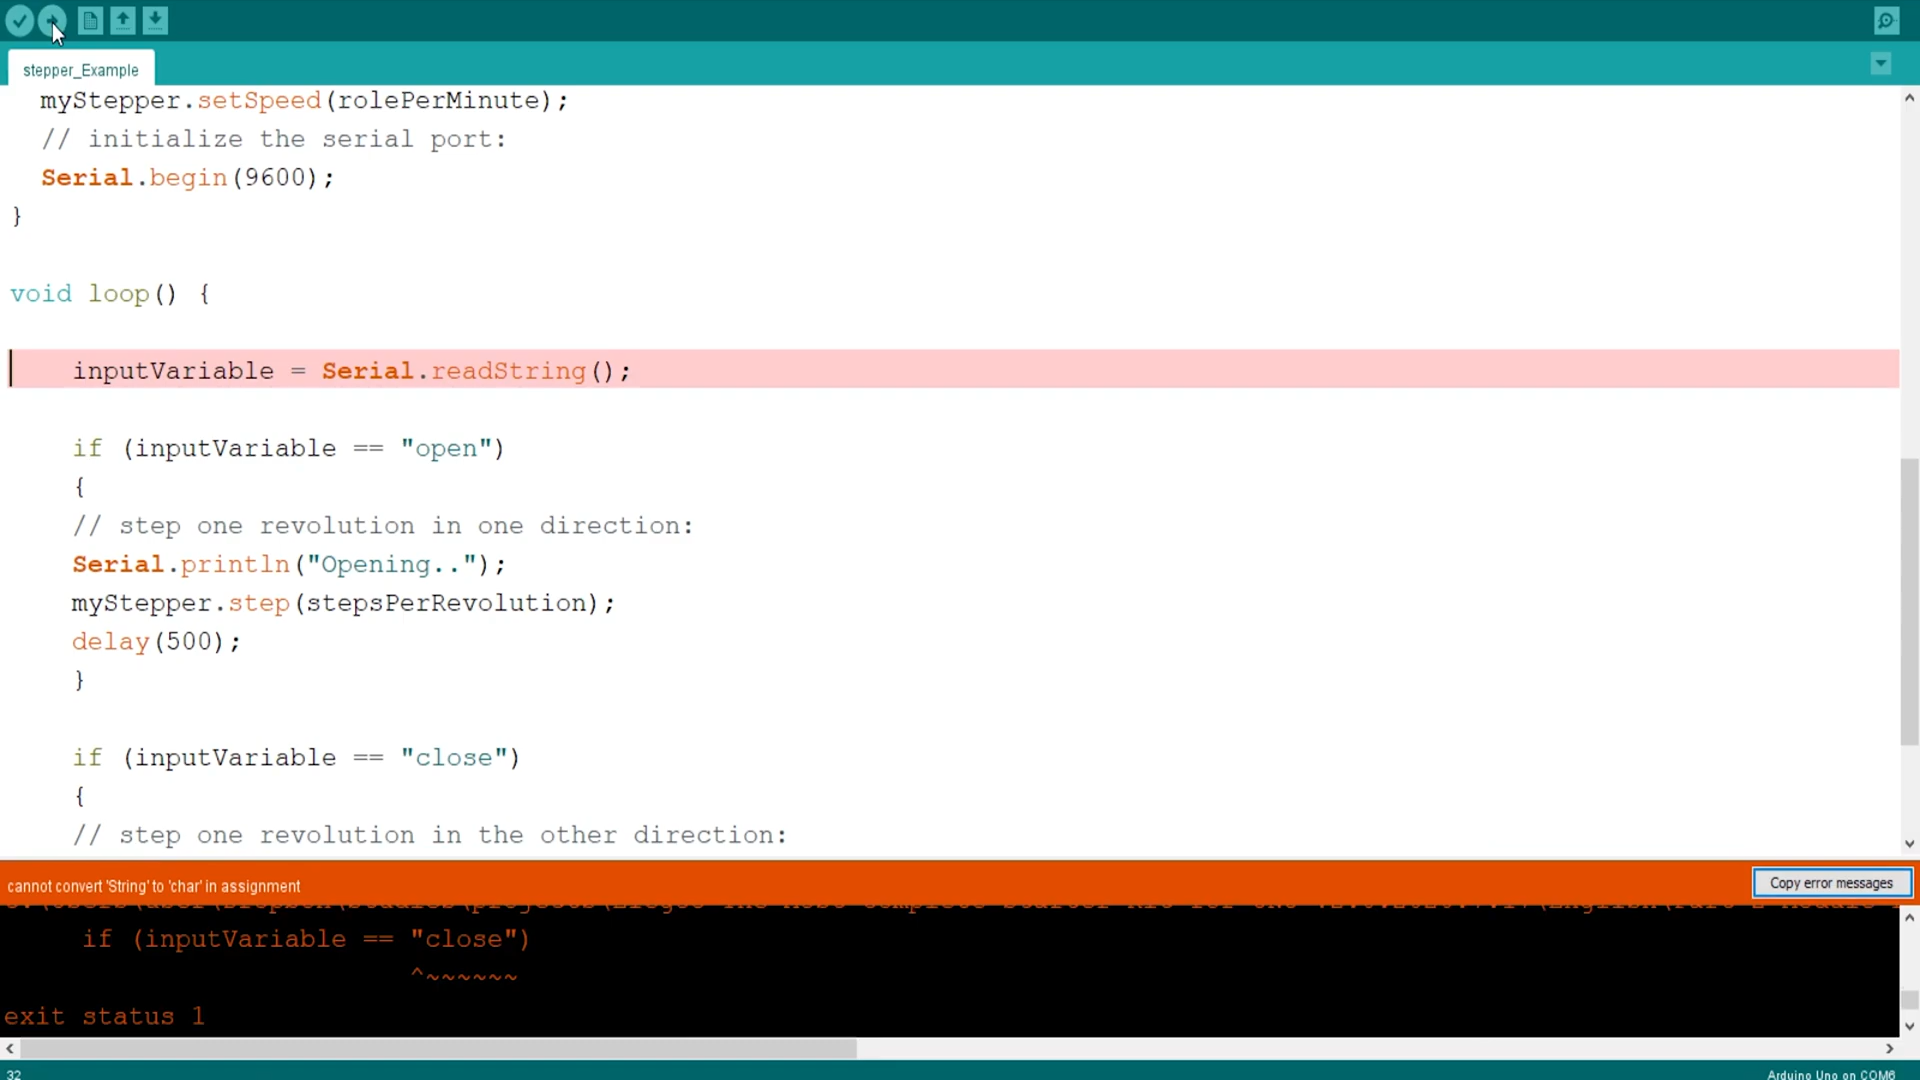 stepper_Example
myStepper.setSpeed(rolePerMinute);
// initialize the serial port:
Serial.begin(9600);
}
void loop() {
inputVariable = Serial.readString();
if (inputVariable == "open")
{
// step one revolution in one direction:
Serial.println("Opening..");
myStepper.step(stepsPerRevolution);
delay(500);
}
if (inputVariable == "close")
{
// step one revolution in the other direction:
cannot convert 'String' to 'char' in assignment
Copy error messages
if (inputVariable == "close")
^~~~~~~
exit status 1
32
Arduino Uno on COM6